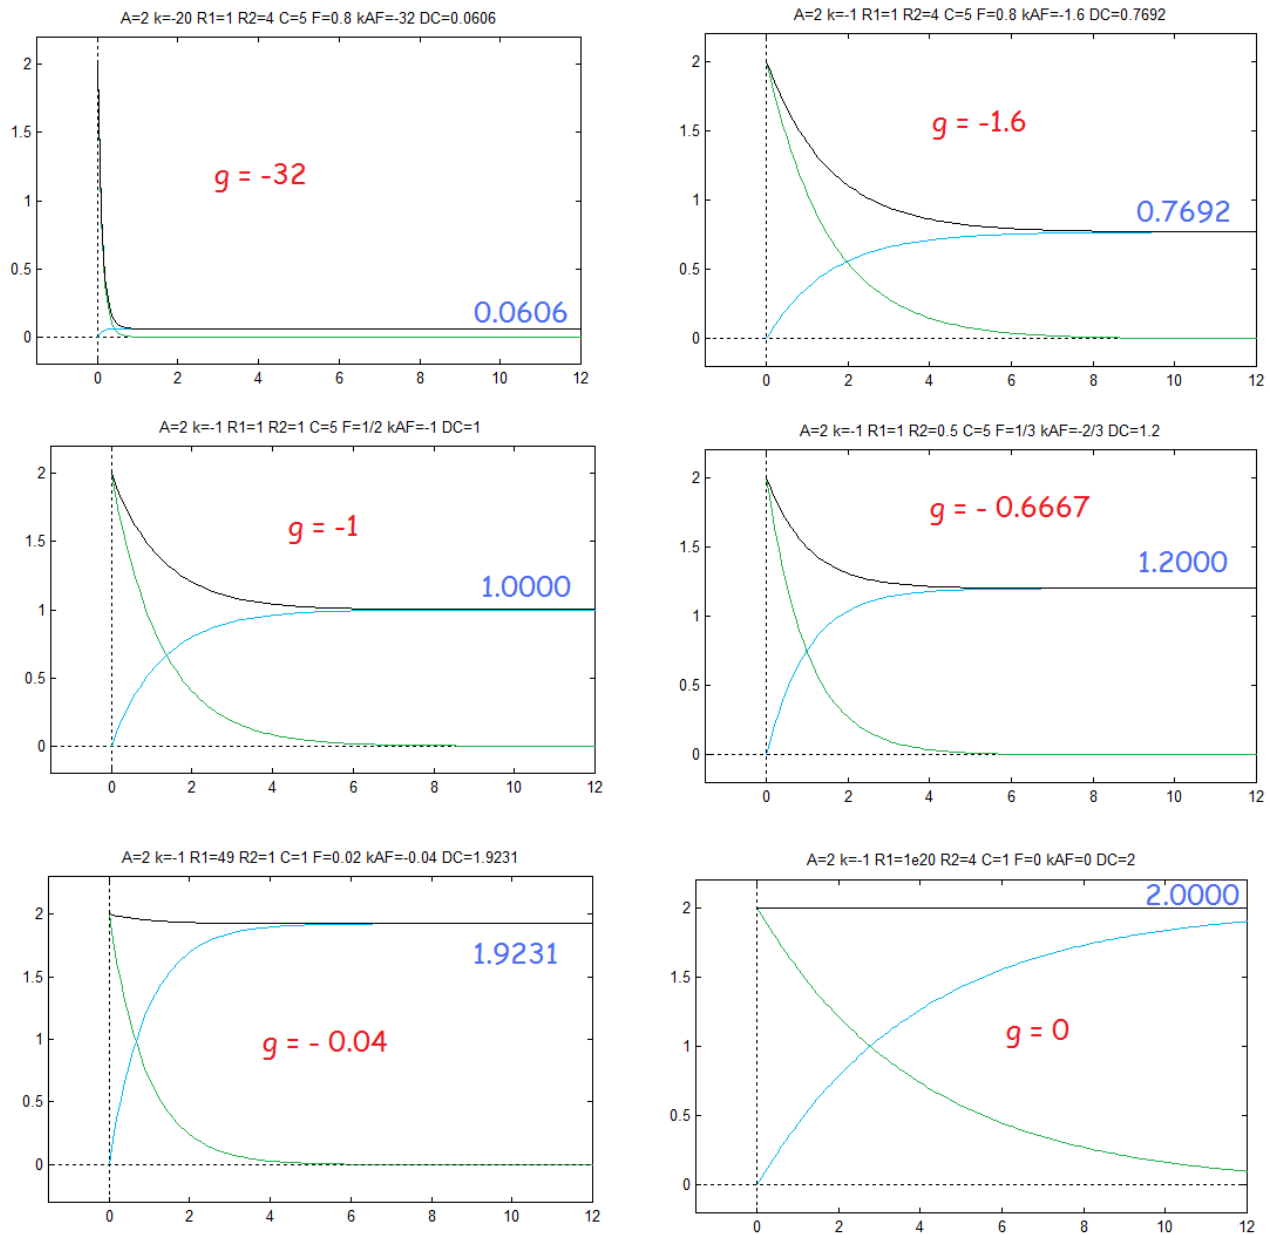 A=2 k=-20 R1=1 R2=4 C=5 F=0.8 kAF=-32 DC=0.0606
2
1.5
1
0.5
0
g = -32
0.0606
0 2 4 6 8 10 12
A=2 k=-1 R1=1 R2=4 C=5 F=0.8 kAF=-1.6 DC=0.7692
2
1.5
1
0.5
0
g = -1.6
0.7692
0 2 4 6 8 10 12
A=2 k=-1 R1=1 R2=1 C=5 F=1/2 kAF=-1 DC=1
2
1.5
1
0.5
0
g = -1
1.0000
0 2 4 6 8 10 12
A=2 k=-1 R1=1 R2=0.5 C=5 F=1/3 kAF=-2/3 DC=1.2
2
1.5
1
0.5
0
g = - 0.6667
1.2000
0 2 4 6 8 10 12
A=2 k=-1 R1=49 R2=1 C=1 F=0.02 kAF=-0.04 DC=1.9231
2
1.5
1
0.5
0
1.9231
g = - 0.04
0 2 4 6 8 10 12
A=2 k=-1 R1=1e20 R2=4 C=1 F=0 kAF=0 DC=2
2
1.5
1
0.5
0
2.0000
g = 0
0 2 4 6 8 10 12